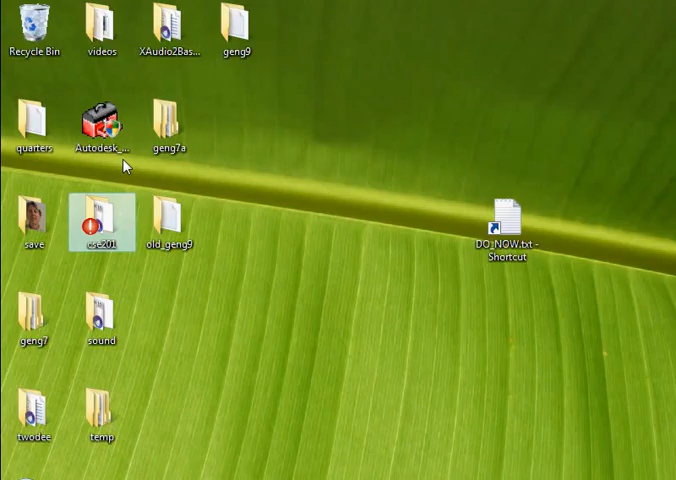 Recycle Bin
videos
XAudio2Bas...
geng9
quarters
Autodesk_...
geng7a
save
cse201
old_geng9
DO_NOW.txt -
Shortcut
geng7
sound
twodee
temp